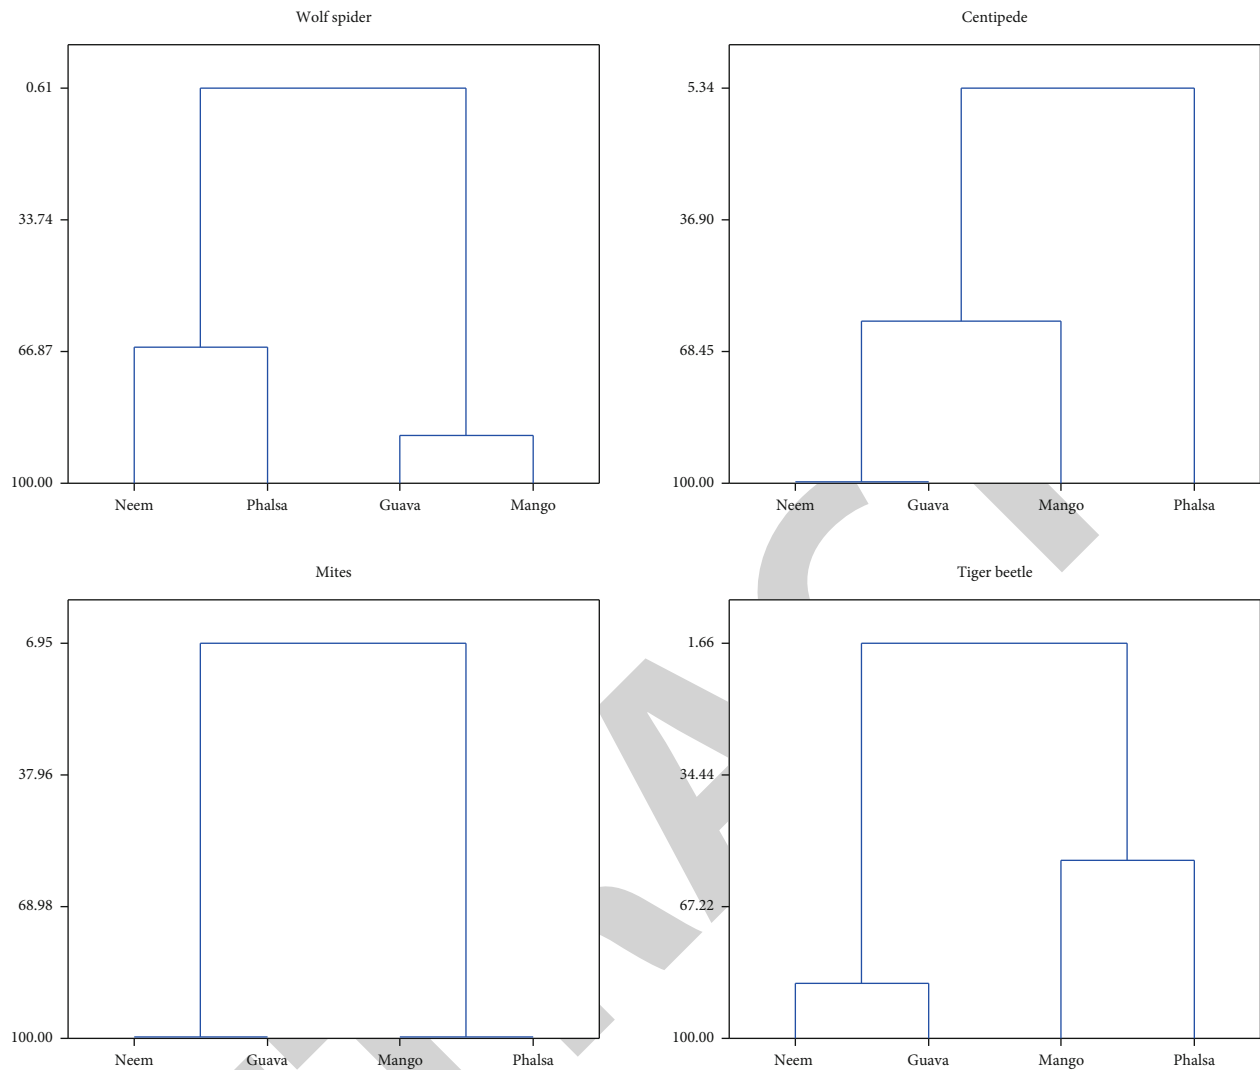 Wolf spider
0.61
33.74
66.87
100.00
Neem Phalsa Guava Mango
Centipede
5.34
36.90
68.45
100.00
Neem Guava Mango Phalsa
Mites
6.95
37.96
68.98
100.00
Neem Guava Mango Phalsa
Tiger beetle
1.66
34.44
67.22
100.00
Neem Guava Mango Phalsa